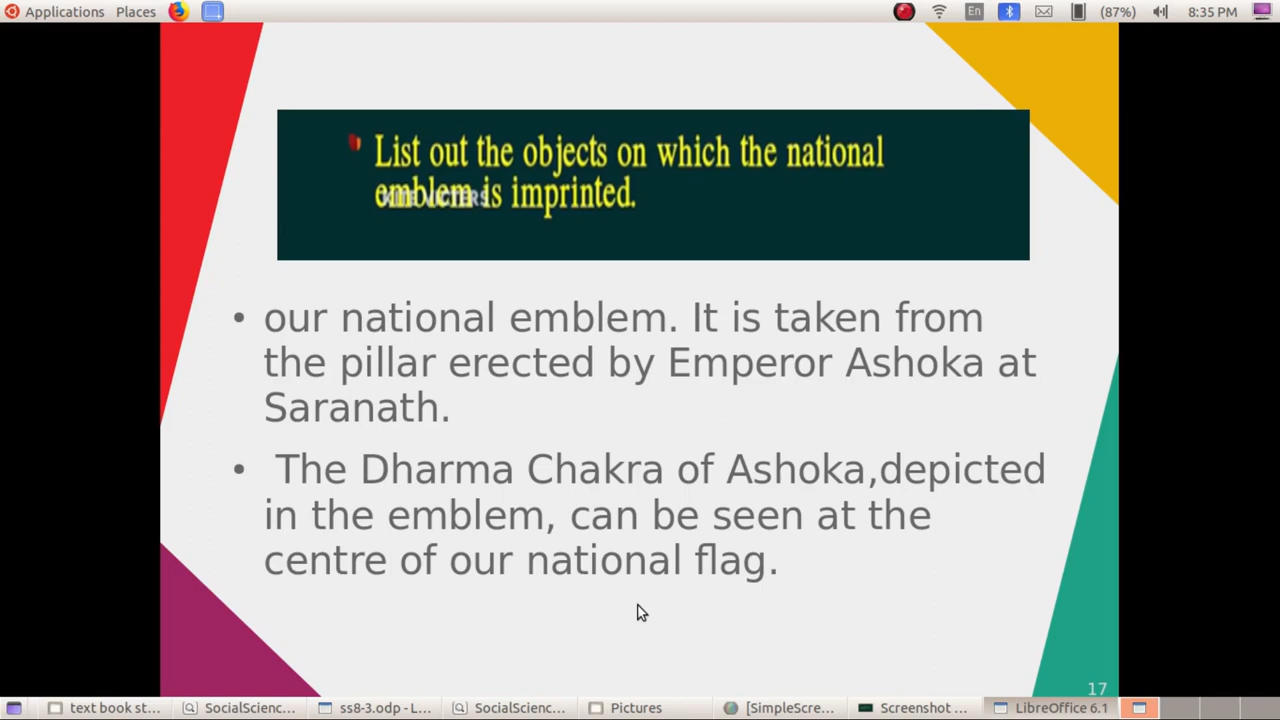 Applications Places En (87%) 8:35 PM
List out the objects on which the national
emblem is imprinted.
• our national emblem. It is taken from
the pillar erected by Emperor Ashoka at
Saranath.
• The Dharma Chakra of Ashoka,depicted
in the emblem, can be seen at the
centre of our national flag.
17
text book st... SocialScienc... ss8-3.odp - L... SocialScienc... Pictures [SimpleScre... Screenshot ... LibreOffice 6.1